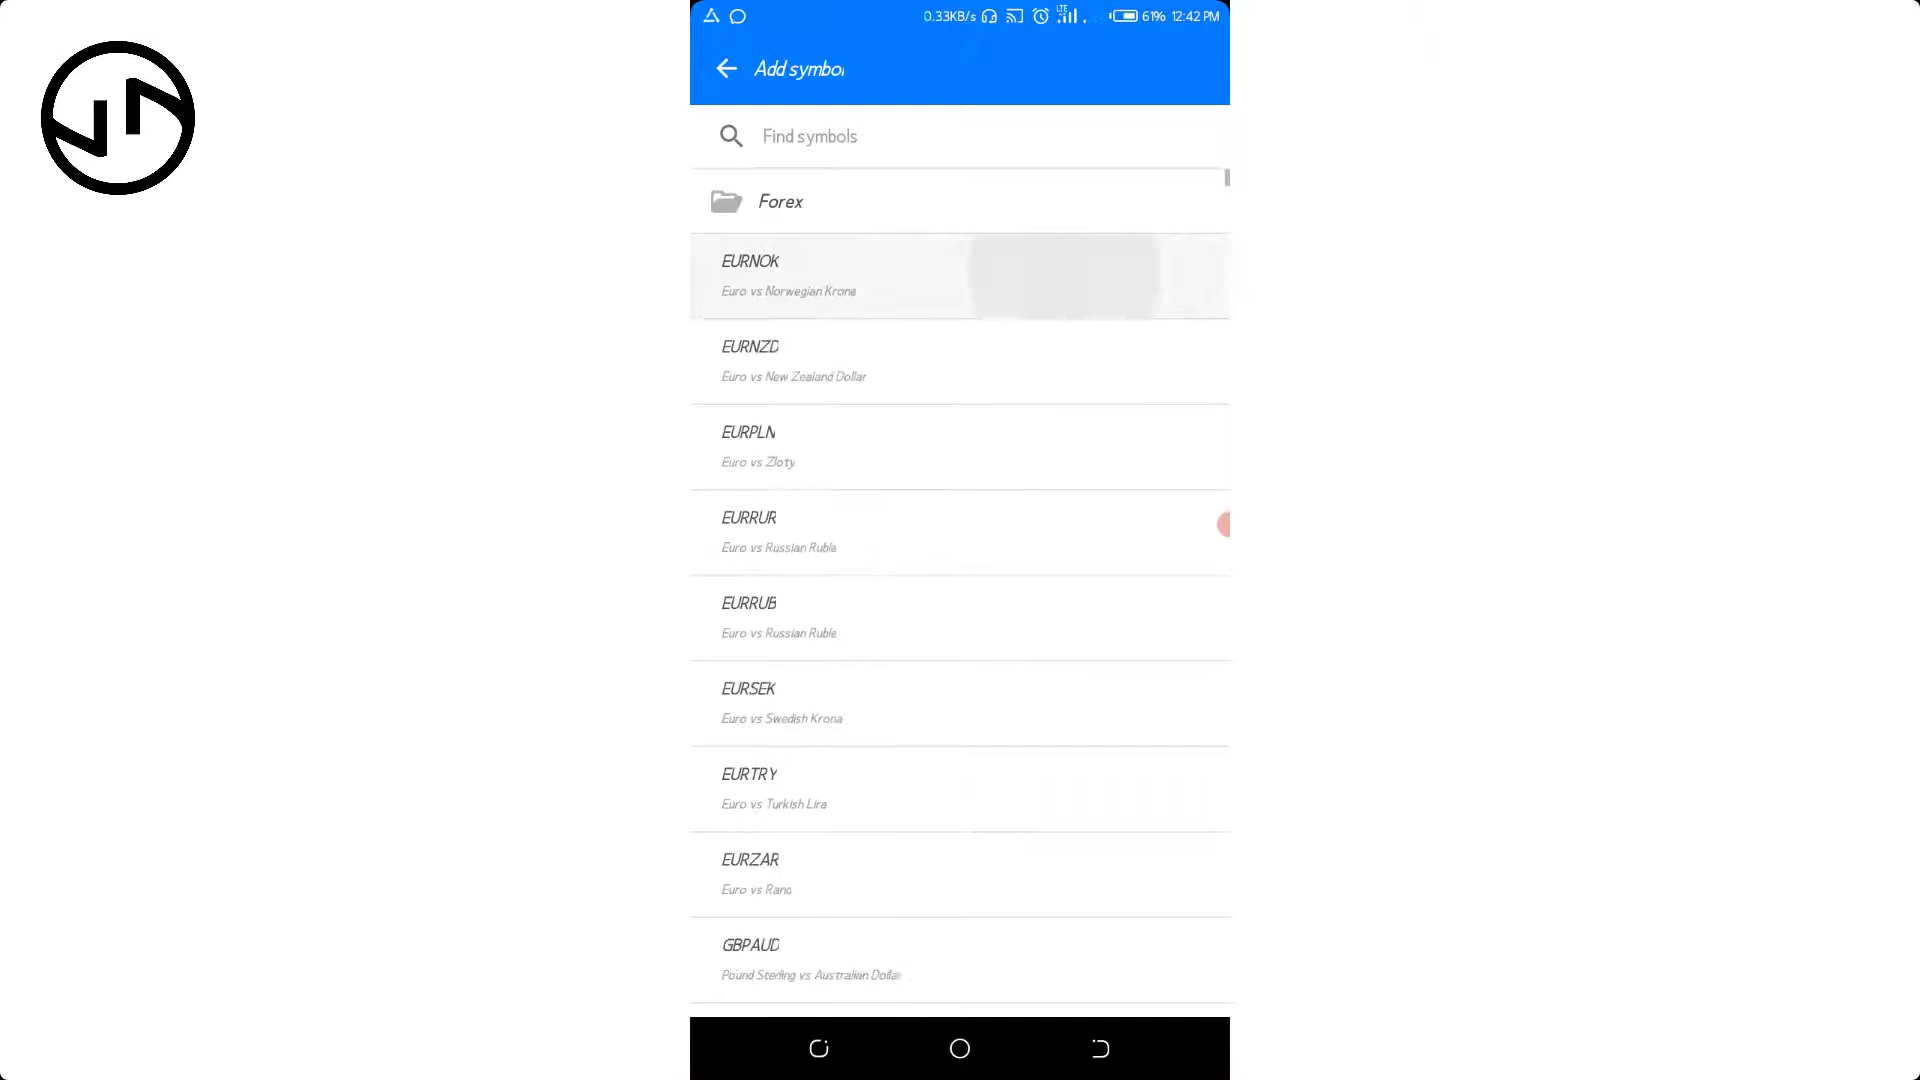 0.33KB/s LTE 61% 12:42 PM
Add symbol
Find symbols
Forex
EURNOK
Euro vs Norwegian Krone
EURNZD
Euro vs New Zealand Dollar
EURPLN
Euro vs Zloty
EURRUR
Euro vs Russian Ruble
EURRUB
Euro vs Russian Ruble
EURSEK
Euro vs Swedish Krona
EURTRY
Euro vs Turkish Lira
EURZAR
Euro vs Rand
GBPAUD
Pound Sterling vs Australian Dollar